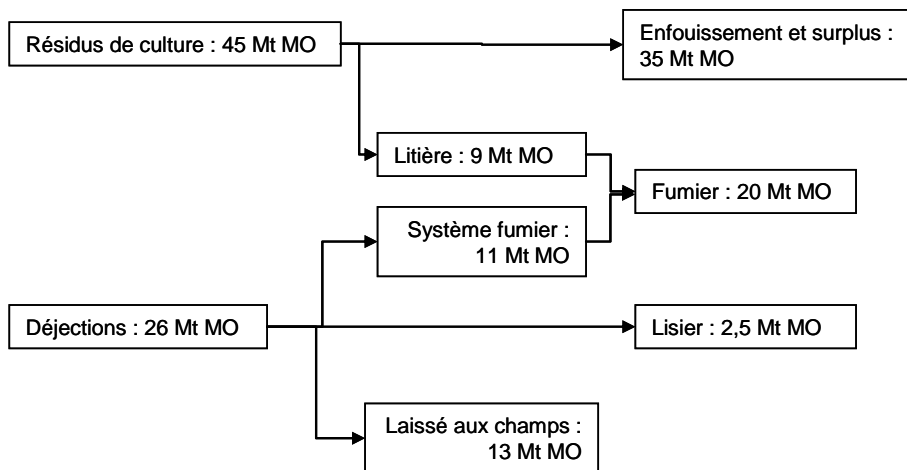 Résidus de culture : 45 Mt MO
Enfouissement et surplus :
35 Mt MO
Litière : 9 Mt MO
Fumier : 20 Mt MO
Système fumier :
11 Mt MO
Déjections : 26 Mt MO
Lisier : 2,5 Mt MO
Laissé aux champs :
13 Mt MO